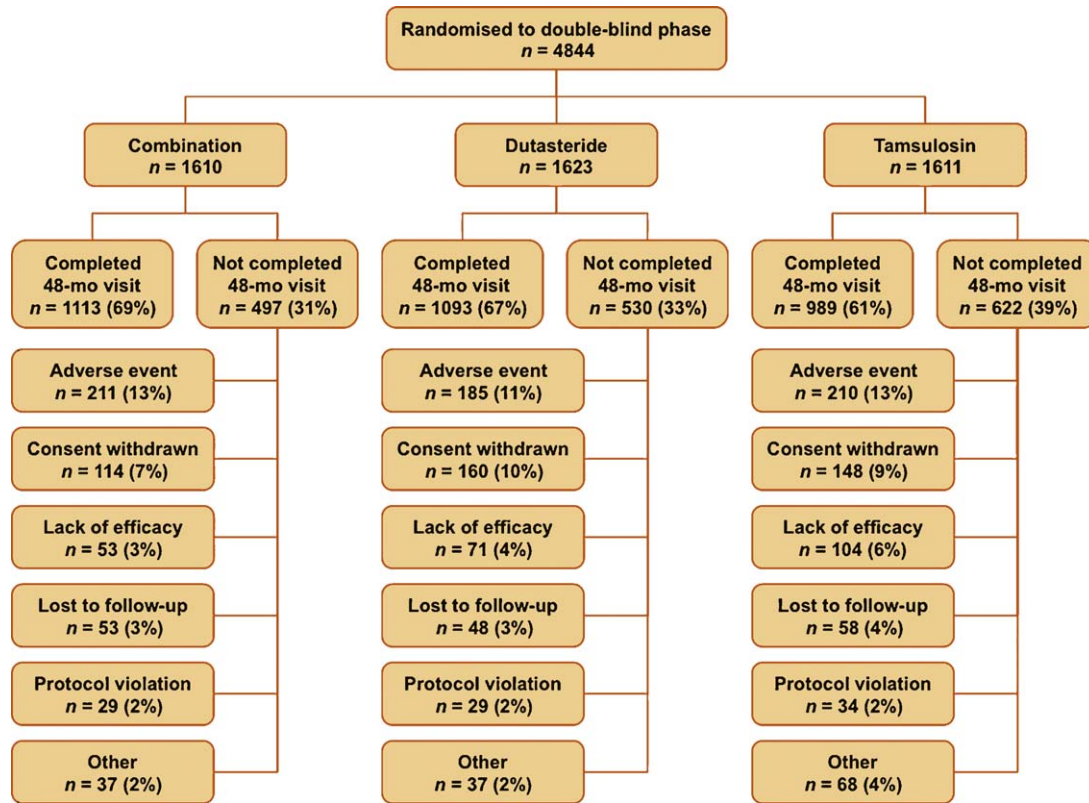 Randomised to double-blind phase
n = 4844
Combination
n = 1610
Dutasteride
n = 1623
Tamsulosin
n = 1611
Completed
48-mo visit
n = 1113 (69%)
Not completed
48-mo visit
n = 497 (31%)
Completed
48-mo visit
n = 1093 (67%)
Not completed
48-mo visit
n = 530 (33%)
Completed
48-mo visit
n = 989 (61%)
Not completed
48-mo visit
n = 622 (39%)
Adverse event
n = 211 (13%)
Adverse event
n = 185 (11%)
Adverse event
n = 210 (13%)
Consent withdrawn
n = 114 (7%)
Consent withdrawn
n = 160 (10%)
Consent withdrawn
n = 148 (9%)
Lack of efficacy
n = 53 (3%)
Lack of efficacy
n = 71 (4%)
Lack of efficacy
n = 104 (6%)
Lost to follow-up
n = 53 (3%)
Lost to follow-up
n = 48 (3%)
Lost to follow-up
n = 58 (4%)
Protocol violation
n = 29 (2%)
Protocol violation
n = 29 (2%)
Protocol violation
n = 34 (2%)
Other
n = 37 (2%)
Other
n = 37 (2%)
Other
n = 68 (4%)